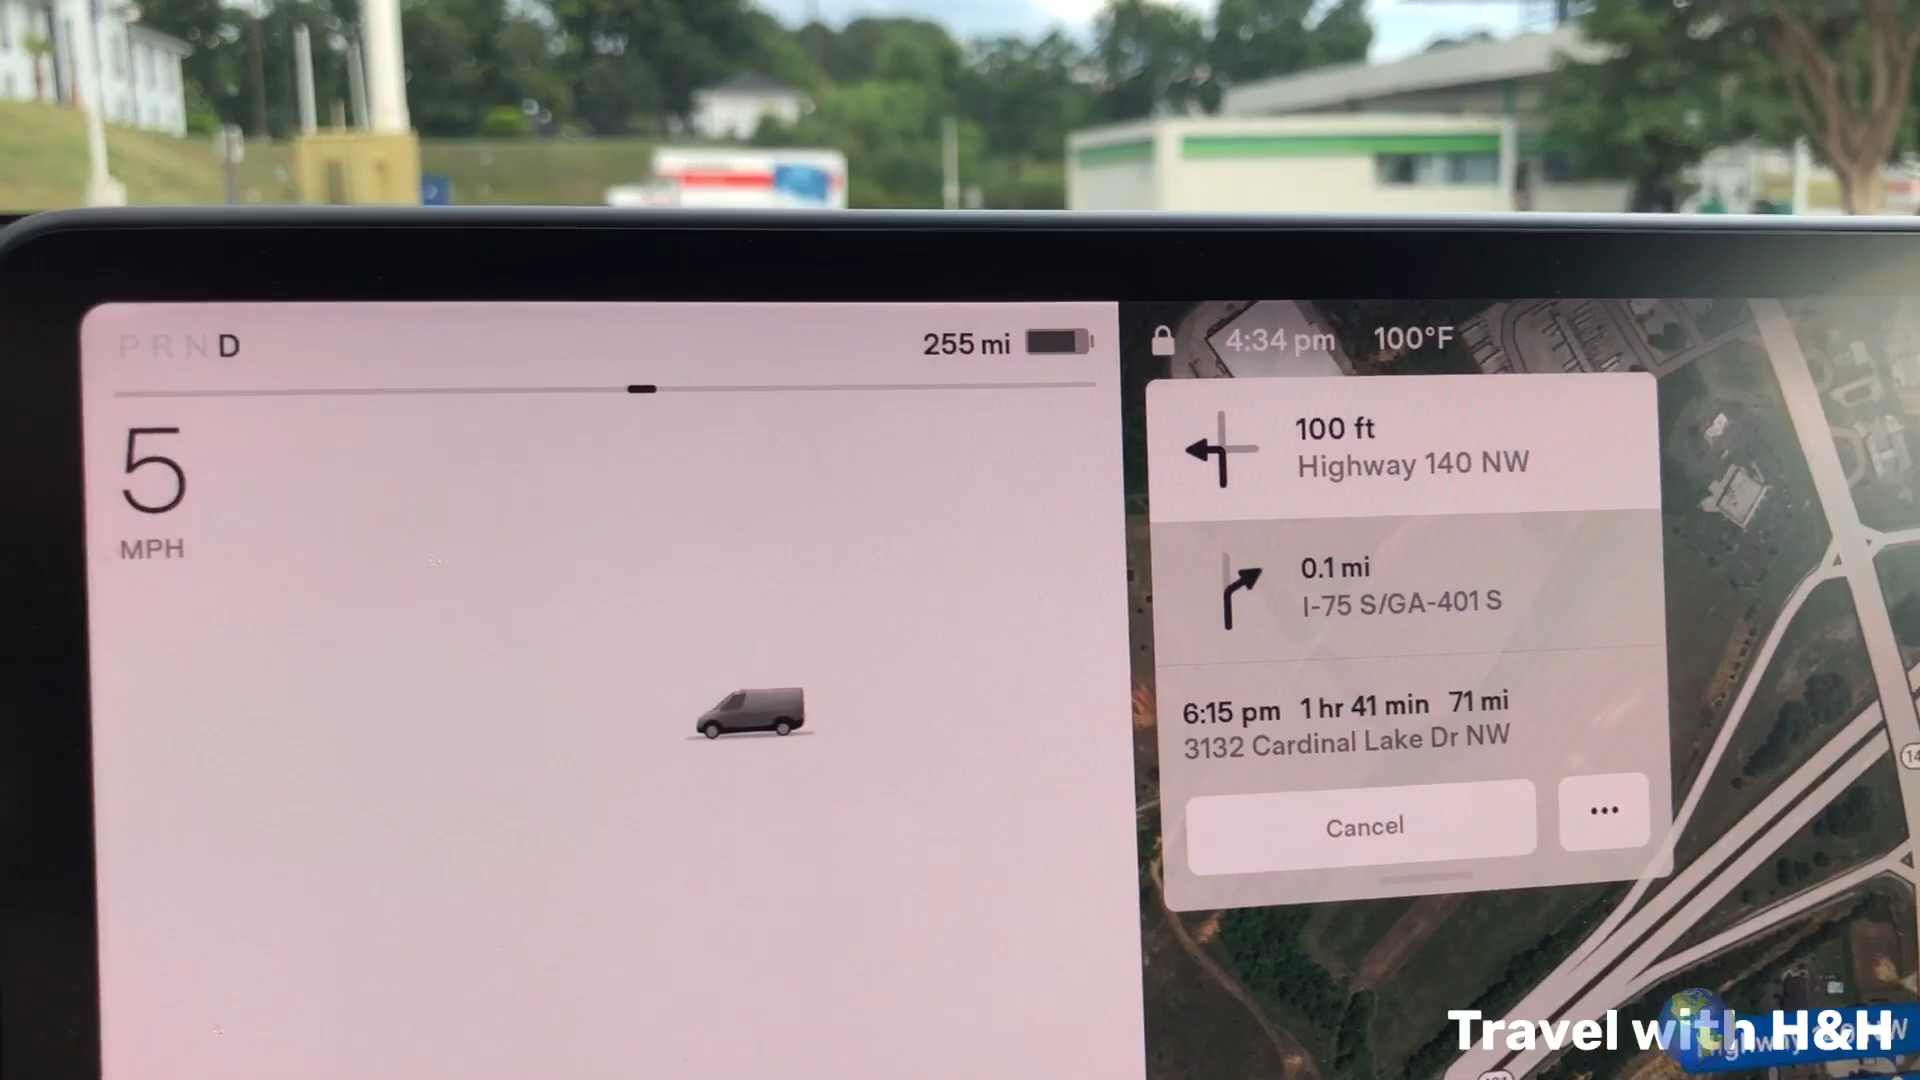 P R N D
255 mi
5
MPH
4:34 pm 100°F
100 ft
Highway 140 NW
0.1 mi
I-75 S/GA-401 S
6:15 pm 1 hr 41 min 71 mi
3132 Cardinal Lake Dr NW
Cancel
Travel with H&H